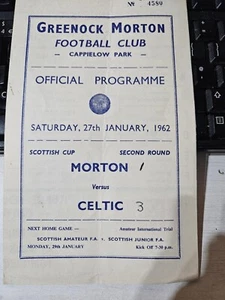 Nº 4580
GREENOCK MORTON
FOOTBALL CLUB
- CAPPIELOW PARK -
OFFICIAL PROGRAMME
SATURDAY, 27th JANUARY, 1962
SCOTTISH CUP SECOND ROUND
MORTON 1
Versus
CELTIC 3
NEXT HOME GAME — Amateur International Trial
SCOTTISH AMATEUR F.A. v. SCOTTISH JUNIOR F.A.
MONDAY, 29th JANUARY Kick Off 7-30 p.m.